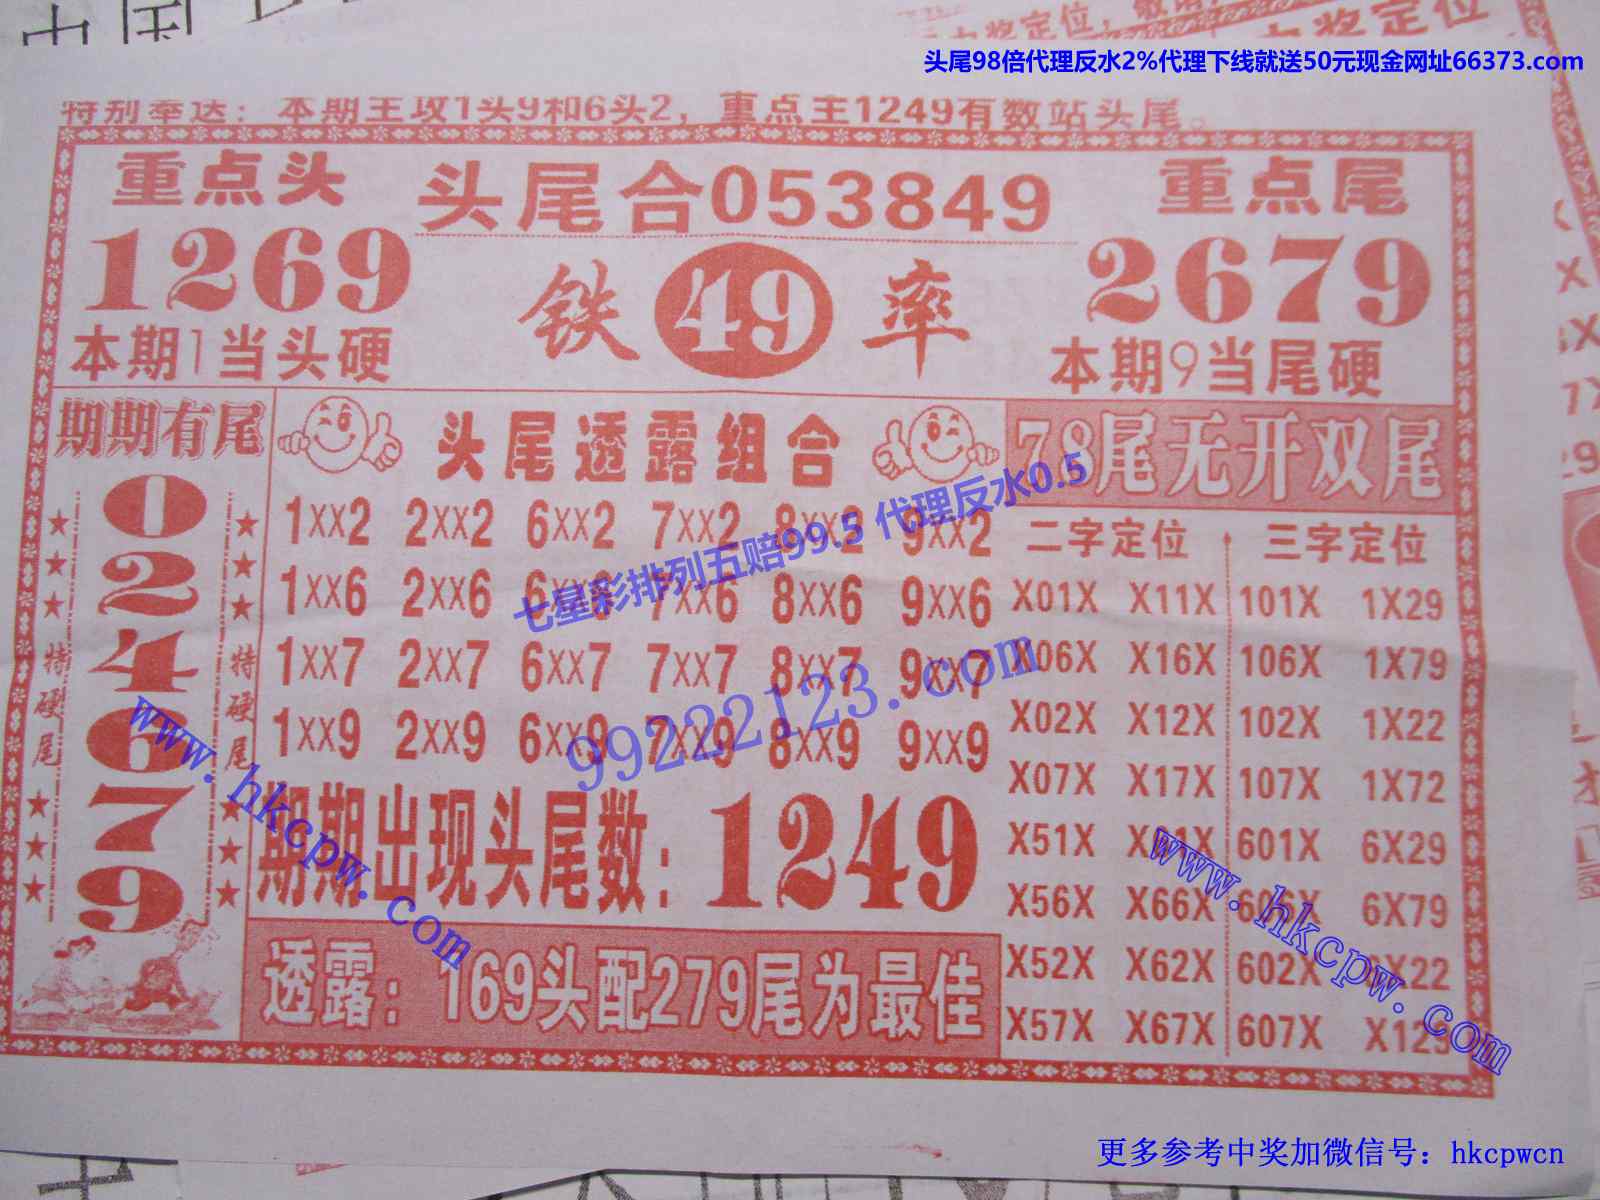 头尾98倍代理反水2%代理下线就送50元现金网址66373.com
特别奉送：本期主攻1头9和6头2，重点主1249有数站头尾。
重点头
头尾合053849
重点尾
1269
铁49率
2679
本期1当头硬
本期9当尾硬
期期有尾
头尾透露组合
78尾无开双尾
0
2
4
6
7
9
特硬尾
特硬尾
1XX2 2XX2 6XX2 7XX2 8XX2 9XX2
1XX6 2XX6 6XX6 7XX6 8XX6 9XX6
1XX7 2XX7 6XX7 7XX7 8XX7 9XX7
1XX9 2XX9 6XX9 7XX9 8XX9 9XX9
期期出现头尾数：1249
透露：169头配279尾为最佳
二字定位 三字定位
X01X X11X 101X 1X29
X06X X16X 106X 1X79
X02X X12X 102X 1X22
X07X X17X 107X 1X72
X51X X61X 601X 6X29
X56X X66X 606X 6X79
X52X X62X 602X 6X22
X57X X67X 607X X129
七星彩排列五赔99.5 代理反水0.5
99222123.com
www.hkcpw.com
www.hkcpw.com
更多参考中奖加微信号：hkcpwcn